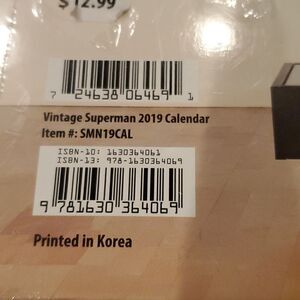 $12.99
7 24638 06469 1
Vintage Superman 2019 Calendar
Item #: SMN19CAL
ISBN-10: 1630364061
ISBN-13: 978-1630364069
9 781630 364069
Printed in Korea